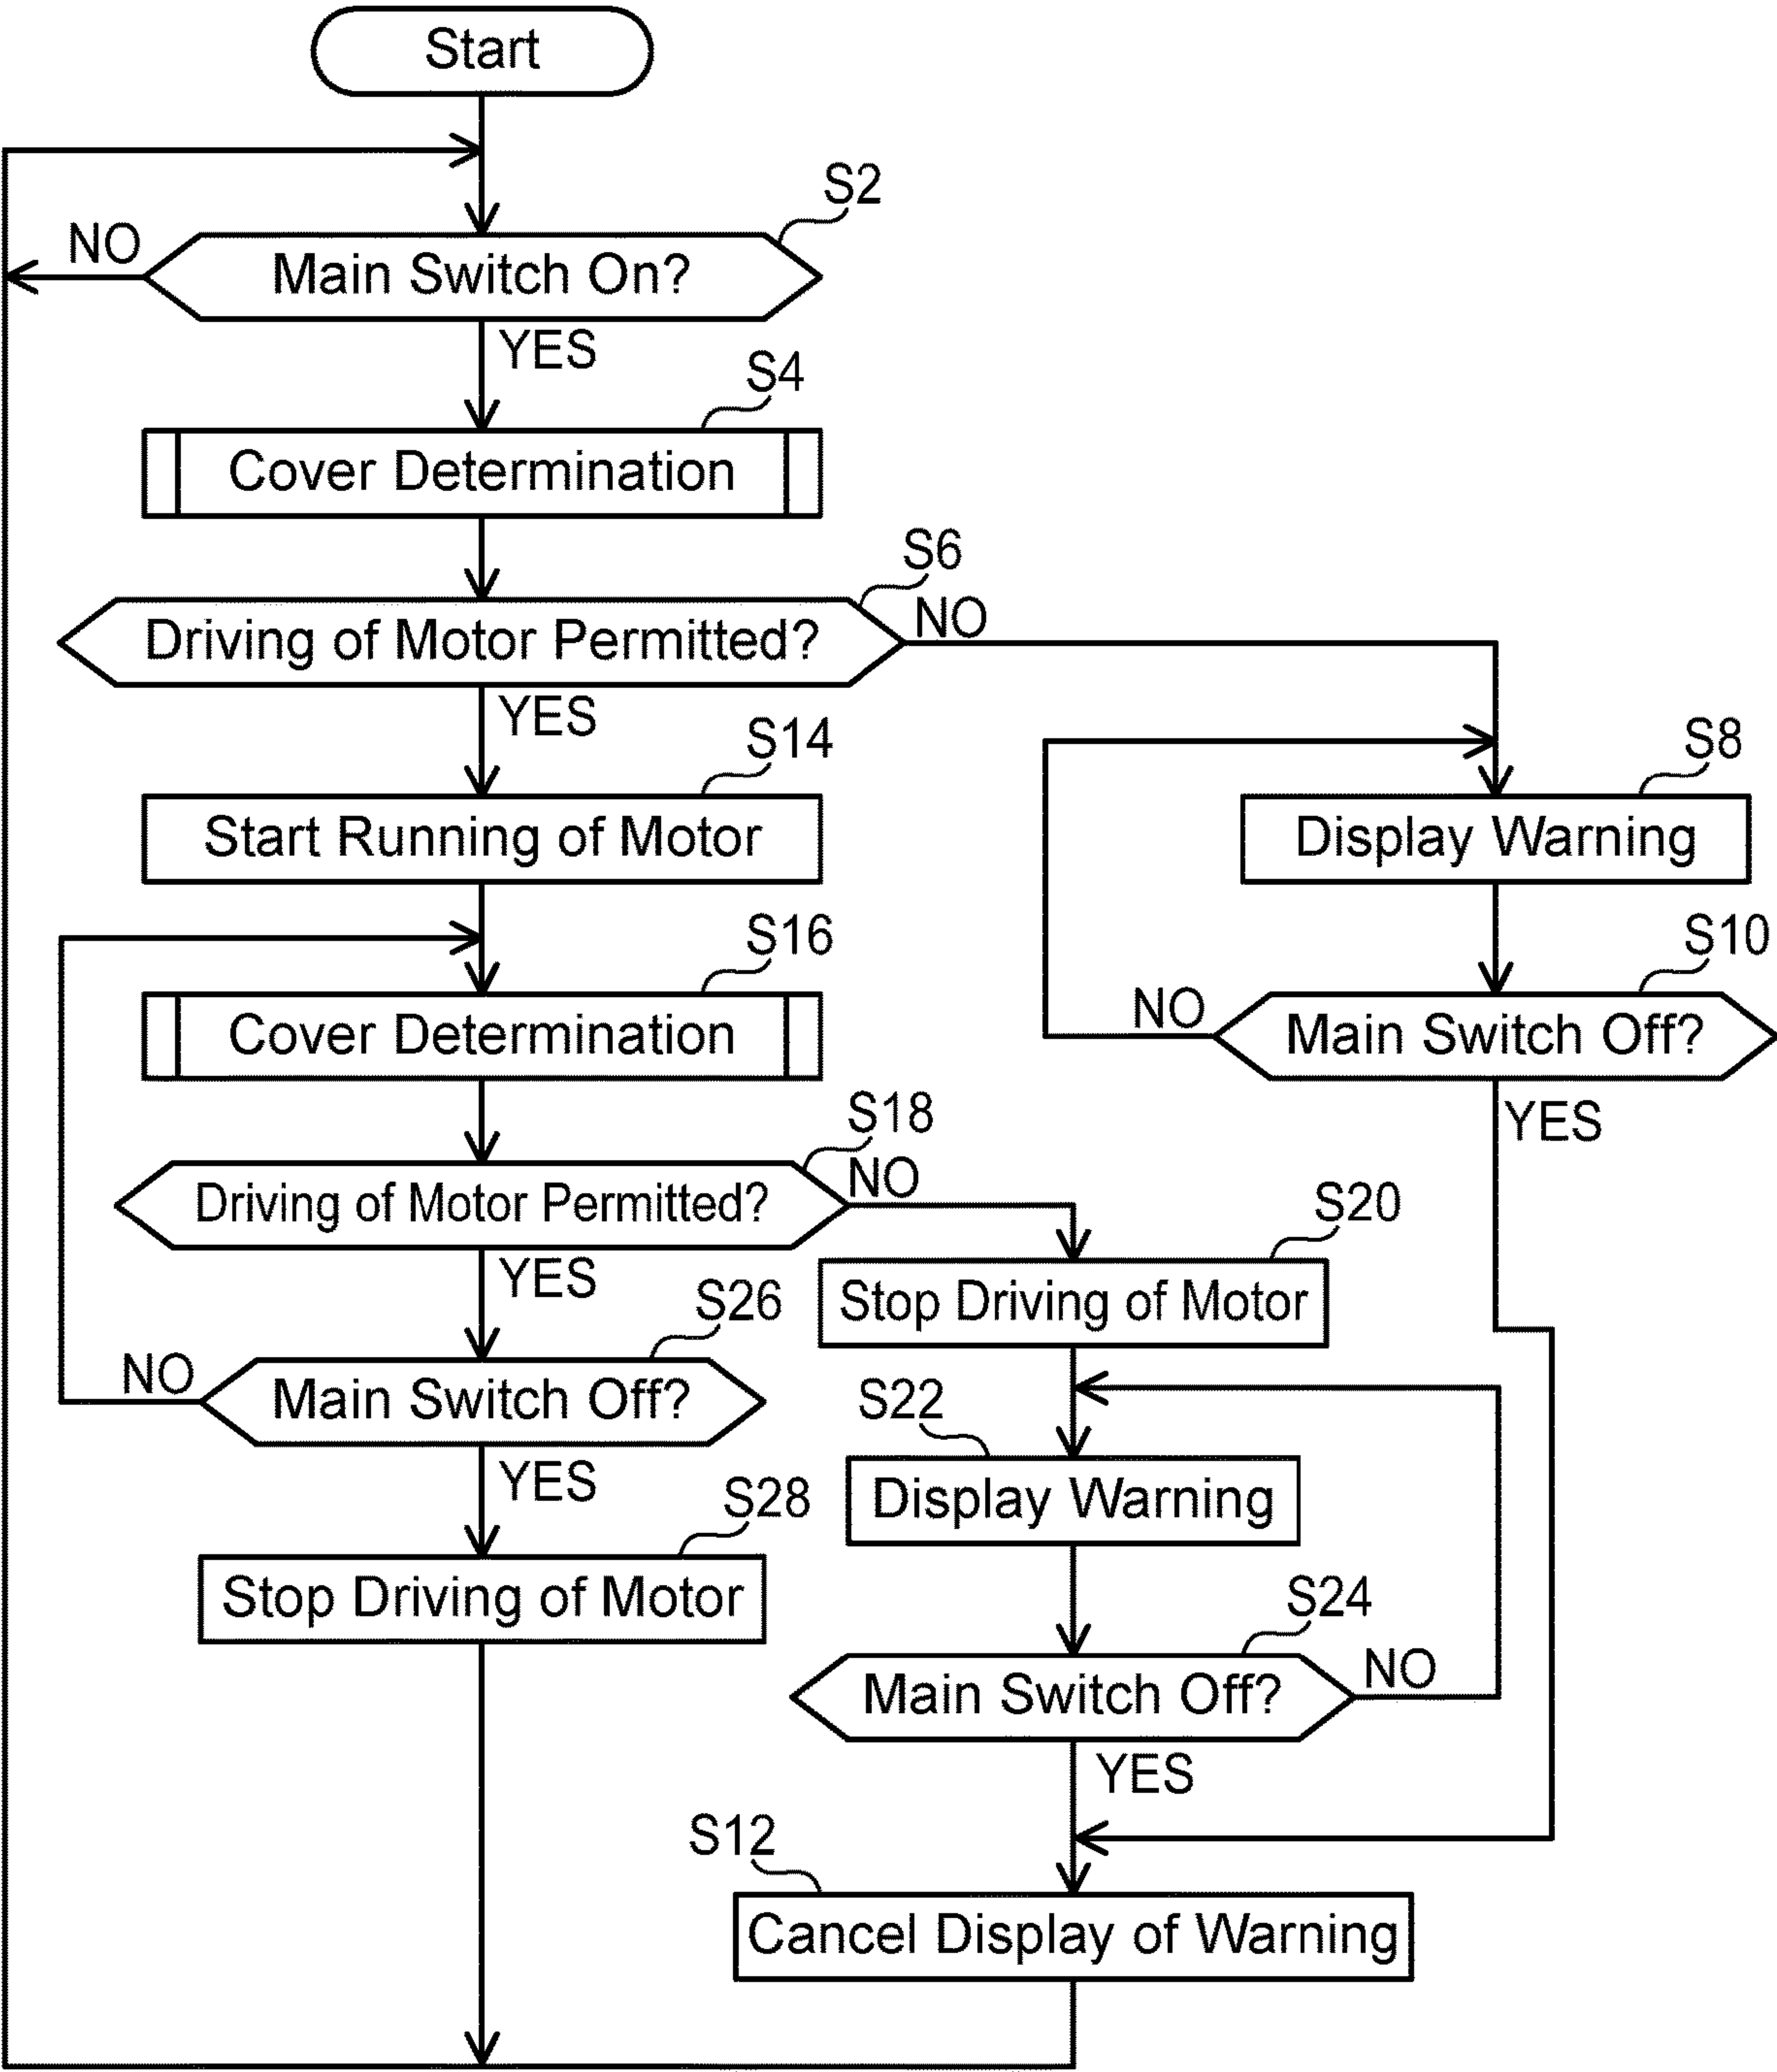 Start
S2
NO
Main Switch On?
YES
S4
Cover Determination
S6
Driving of Motor Permitted?
NO
YES
S14
Start Running of Motor
S8
Display Warning
S16
Cover Determination
S10
NO
Main Switch Off?
YES
S18
Driving of Motor Permitted?
NO
YES
S20
Stop Driving of Motor
S26
NO
Main Switch Off?
YES
S22
Display Warning
S28
Stop Driving of Motor
S24
Main Switch Off?
NO
YES
S12
Cancel Display of Warning